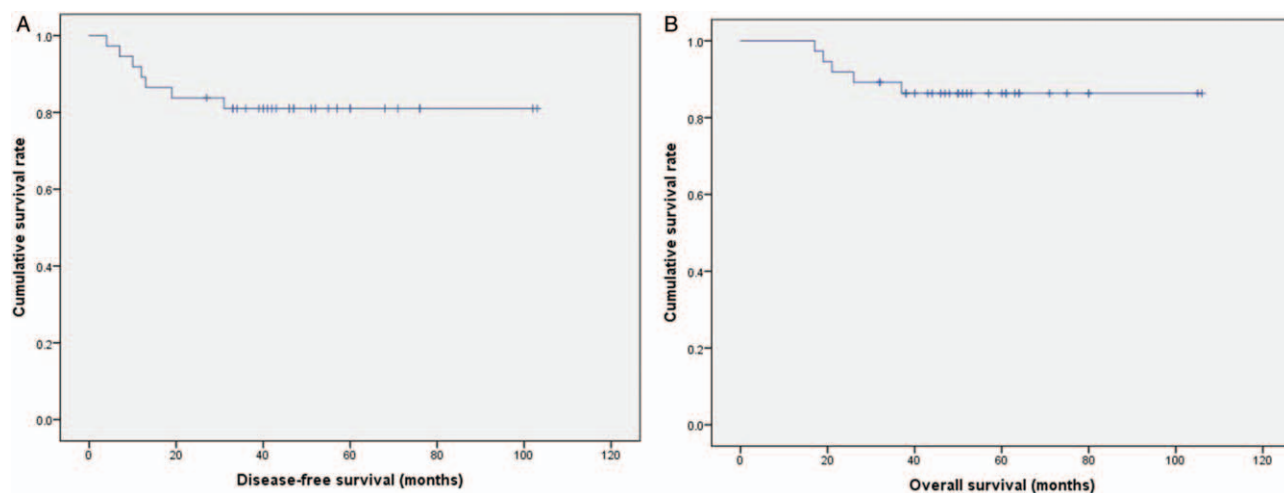 A
Cumulative survival rate
1.0
0.8
0.6
0.4
0.2
0.0
0 20 40 60 80 100 120
Disease-free survival (months)
B
Cumulative survival rate
1.0
0.8
0.6
0.4
0.2
0.0
0 20 40 60 80 100 120
Overall survival (months)